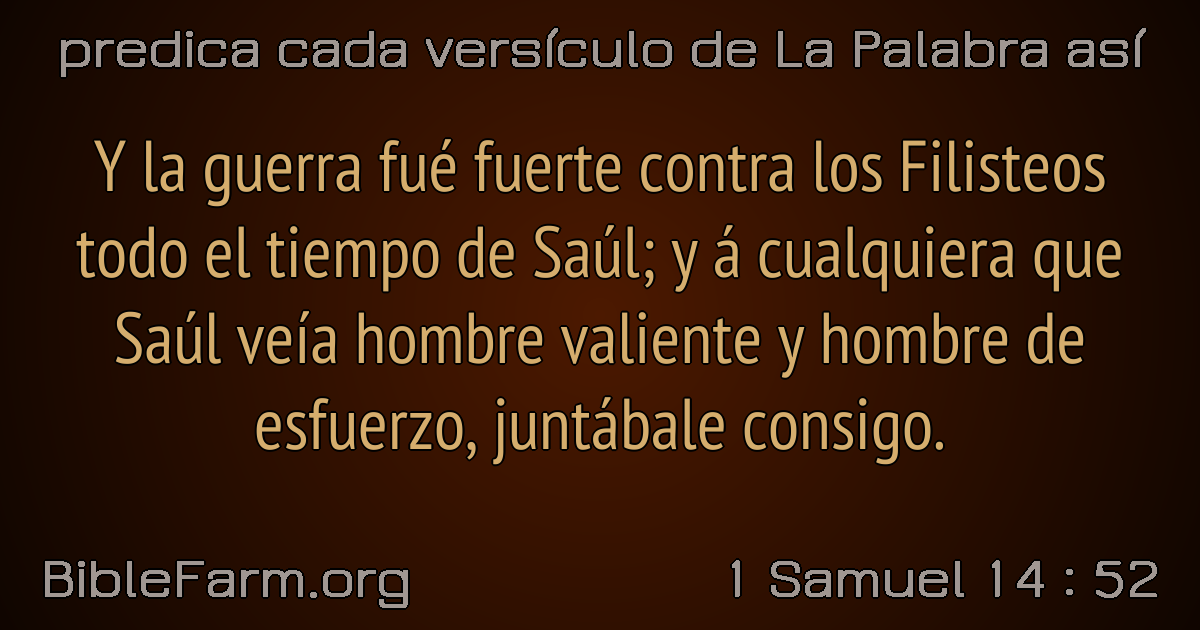 predica cada versículo de La Palabra así
Y la guerra fué fuerte contra los Filisteos
todo el tiempo de Saúl; y á cualquiera que
Saúl veía hombre valiente y hombre de
esfuerzo, juntábale consigo.
BibleFarm.org
1 Samuel 14 : 52